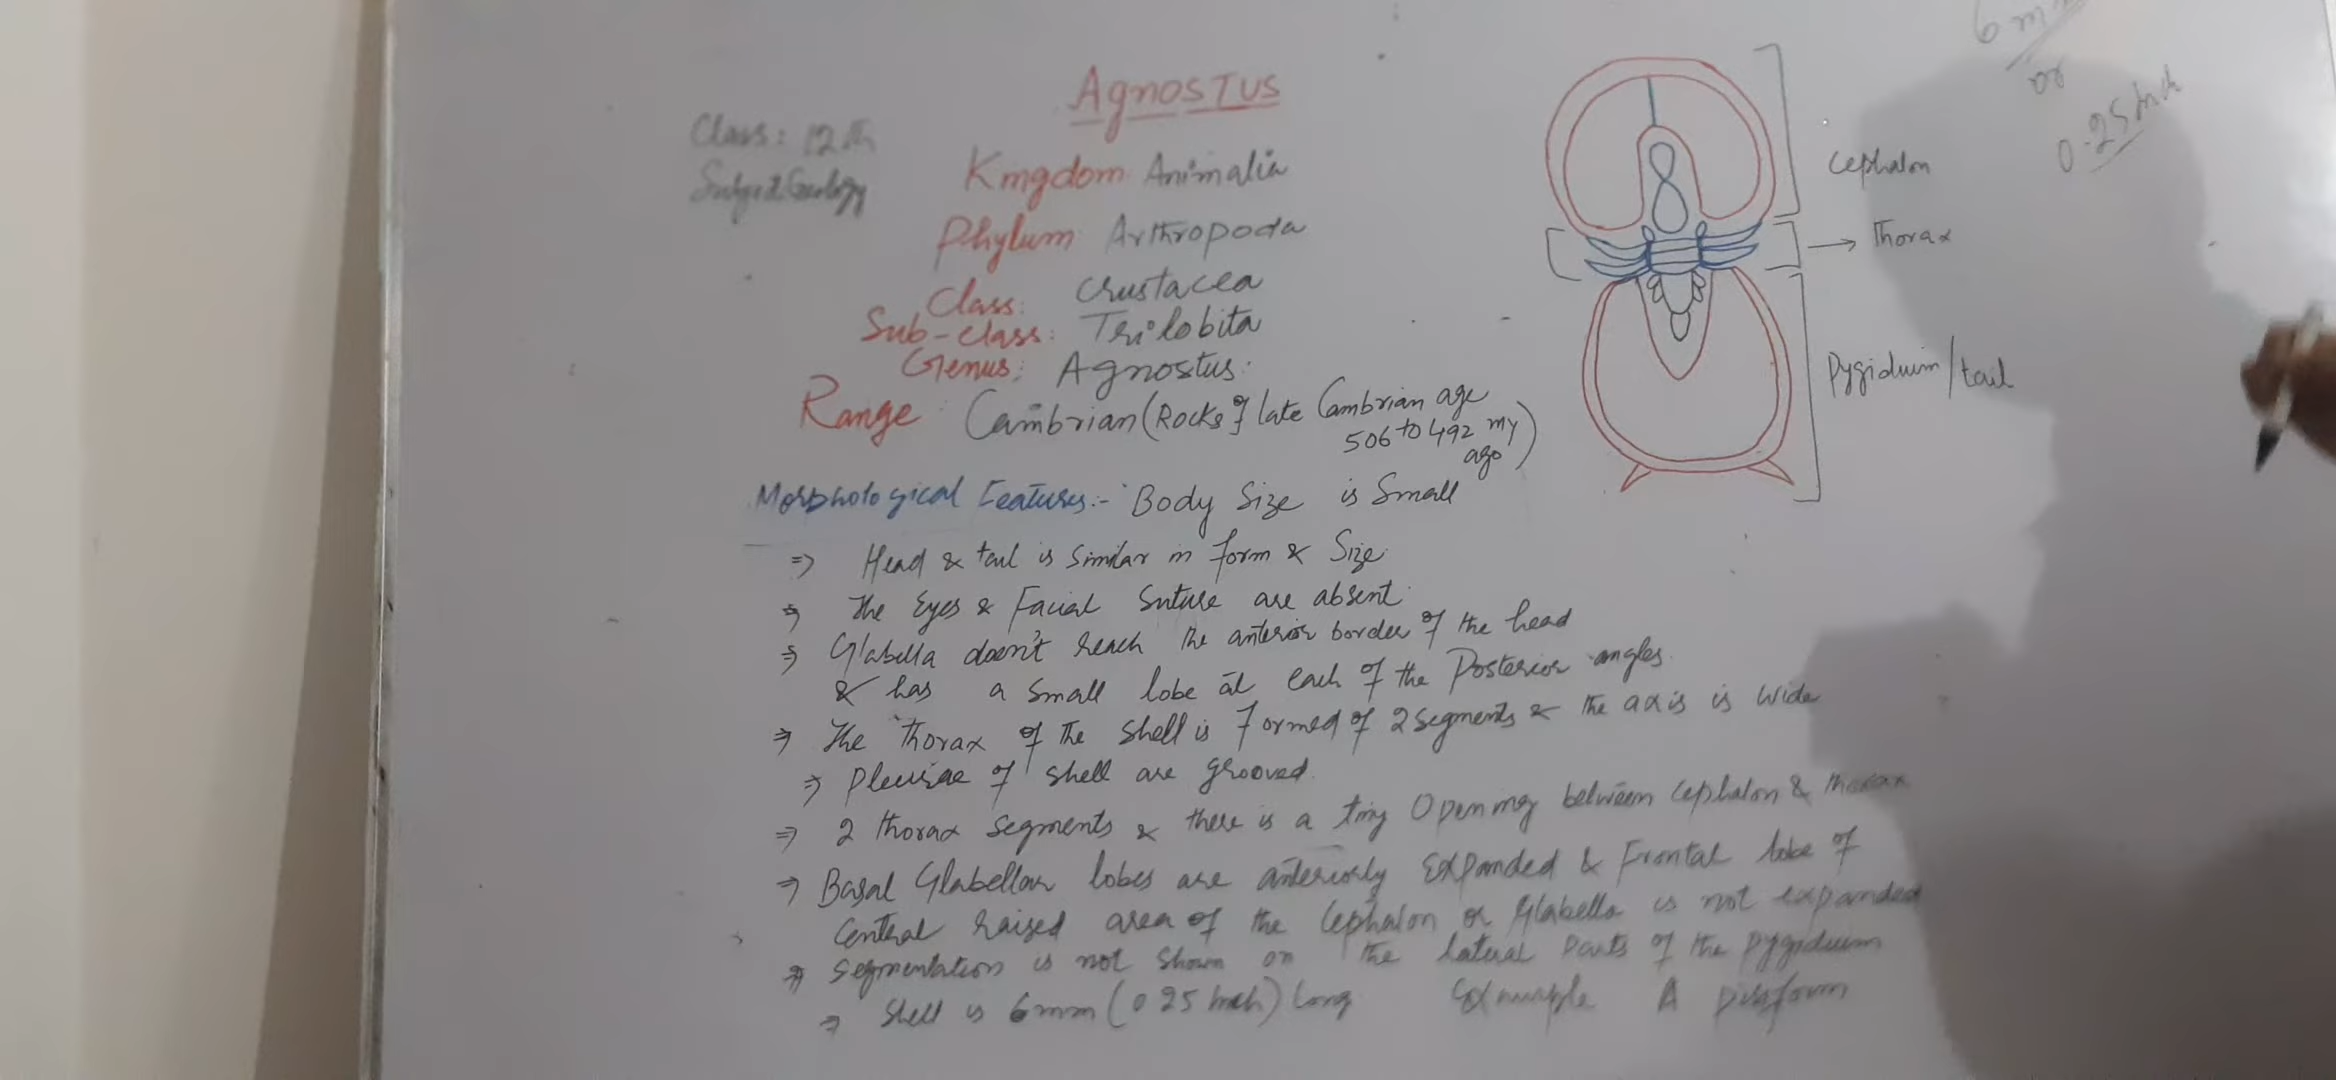 Agnostus
Class: 12th
Subject: Geology
Kingdom: Animalia
Phylum: Arthropoda
Class: Crustacea
Sub-class: Trilobita
Genus: Agnostus.
Range: Cambrian (Rocks of late Cambrian age
506 to 492 my
ago)
Morphological Features:- Body Size is Small
⇒ Head & tail is similar in form & Size
⇒ The Eyes & Facial Suture are absent.
⇒ Glabella doesn't reach the anterior border of the head
& has a small lobe at each of the Posterior angles.
⇒ The Thorax of the shell is formed of 2 segments & the axis is wide
⇒ Pleurae of shell are grooved.
⇒ 2 thorax segments & there is a tiny Opening between cephalon & thorax
⇒ Basal Glabellar lobes are anteriorly Expanded & Frontal lobe of
Central raised area of the Cephalon or Glabella is not expanded
⇒ segmentation is not shown on the lateral parts of the pygidium
⇒ Shell is 6mm (0.25 Inch) long Example A pisiform
Cephalon
→ Thorax
Pygidium/tail
6 mm
or
0.25 Inch